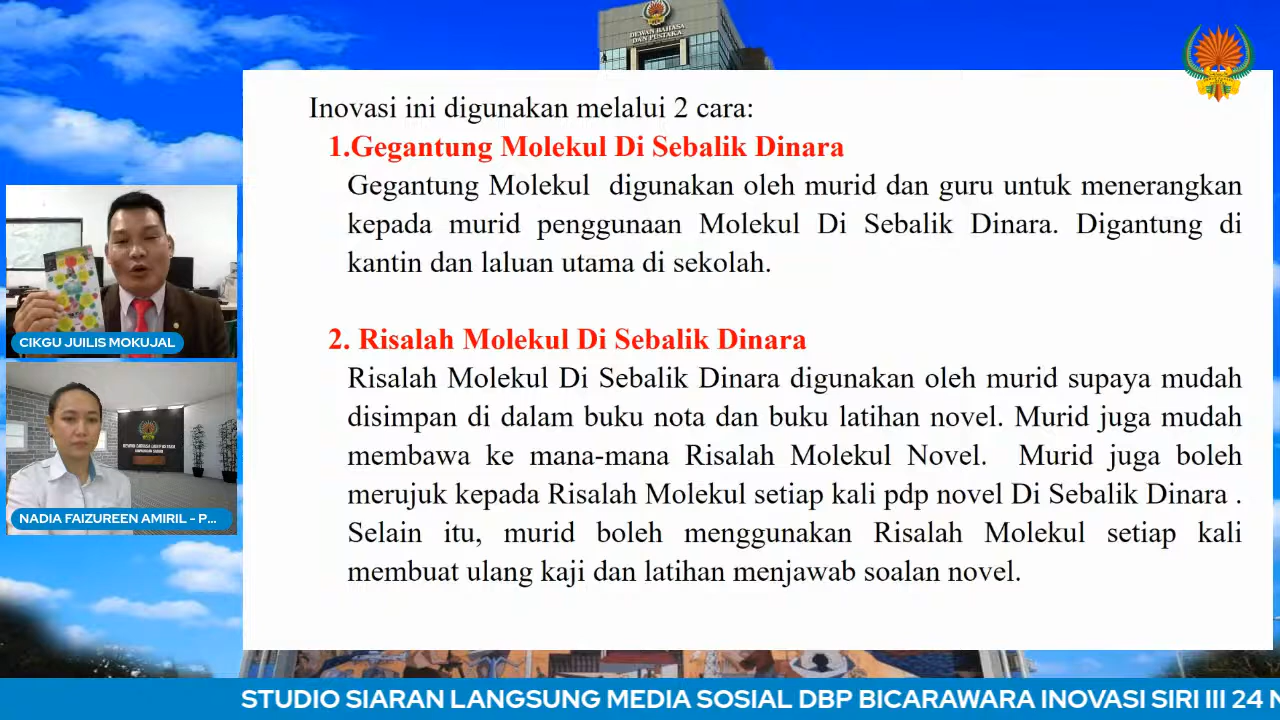 DEWAN BAHASA
DAN PUSTAKA
Inovasi ini digunakan melalui 2 cara:
1.Gegantung Molekul Di Sebalik Dinara
Gegantung Molekul digunakan oleh murid dan guru untuk menerangkan
kepada murid penggunaan Molekul Di Sebalik Dinara. Digantung di
kantin dan laluan utama di sekolah.
2. Risalah Molekul Di Sebalik Dinara
Risalah Molekul Di Sebalik Dinara digunakan oleh murid supaya mudah
disimpan di dalam buku nota dan buku latihan novel. Murid juga mudah
membawa ke mana-mana Risalah Molekul Novel. Murid juga boleh
merujuk kepada Risalah Molekul setiap kali pdp novel Di Sebalik Dinara .
Selain itu, murid boleh menggunakan Risalah Molekul setiap kali
membuat ulang kaji dan latihan menjawab soalan novel.
CIKGU JUILIS MOKUJAL
NADIA FAIZUREEN AMIRIL - P...
STUDIO SIARAN LANGSUNG MEDIA SOSIAL DBP BICARAWARA INOVASI SIRI III 24 N